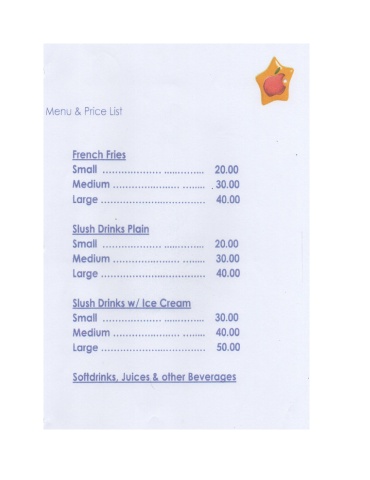 Menu & Price List
French Fries
Small ……….……… …...…….. 20.00
Medium …………...….… …..... 30.00
Large ………….…...…..……….. 40.00
Slush Drinks Plain
Small ……….……… …...…….. 20.00
Medium …………...….… …..... 30.00
Large ………….…...…..……….. 40.00
Slush Drinks w/ Ice Cream
Small ……….……… …...…….. 30.00
Medium …………...….… …..... 40.00
Large ………….…...…..……….. 50.00
Softdrinks, Juices & other Beverages